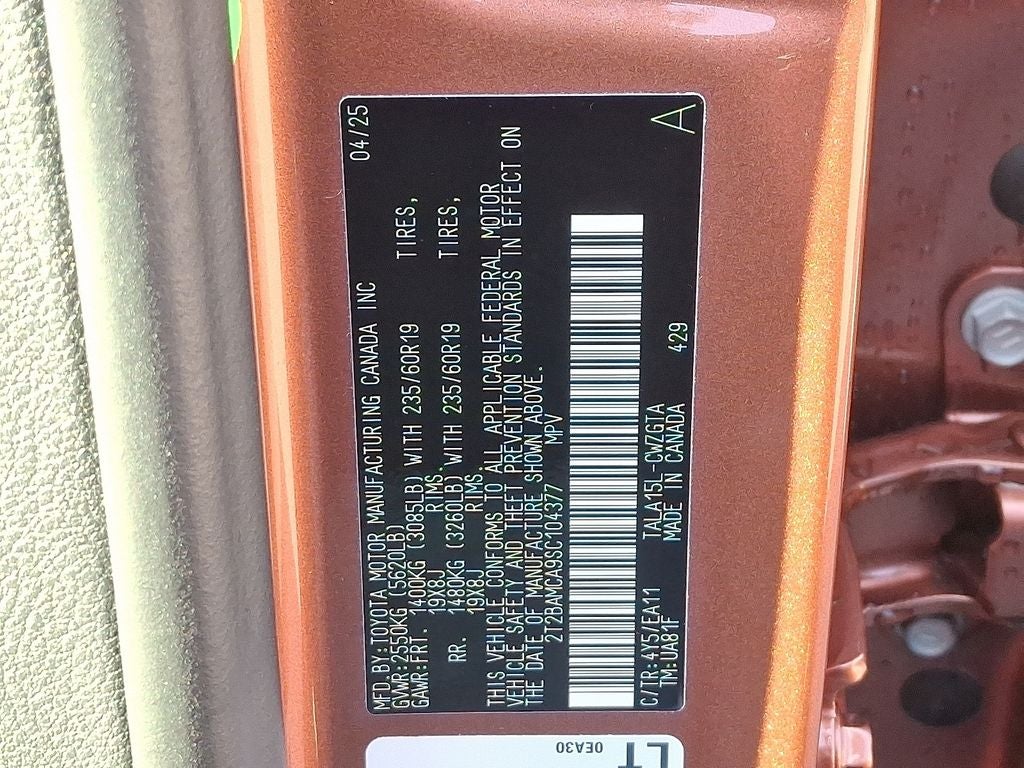 MFD.BY:TOYOTA MOTOR MANUFACTURING CANADA INC 04/25
GVWR:2550KG (5620LB)
GAWR:FRT. 1400KG (3085LB) WITH 235/60R19 TIRES,
19X8J RIMS.
RR. 1480KG (3260LB) WITH 235/60R19 TIRES,
19X8J RIMS.
THIS VEHICLE CONFORMS TO ALL APPLICABLE FEDERAL MOTOR
VEHICLE SAFETY AND THEFT PREVENTION STANDARDS IN EFFECT ON
THE DATE OF MANUFACTURE SHOWN ABOVE.
2T2BAMCA9SC104377 MPV
C/TR:4Y5/EA11 TALA15L-GWZGPTA 429
TM:UA81F MADE IN CANADA
A
0EA30